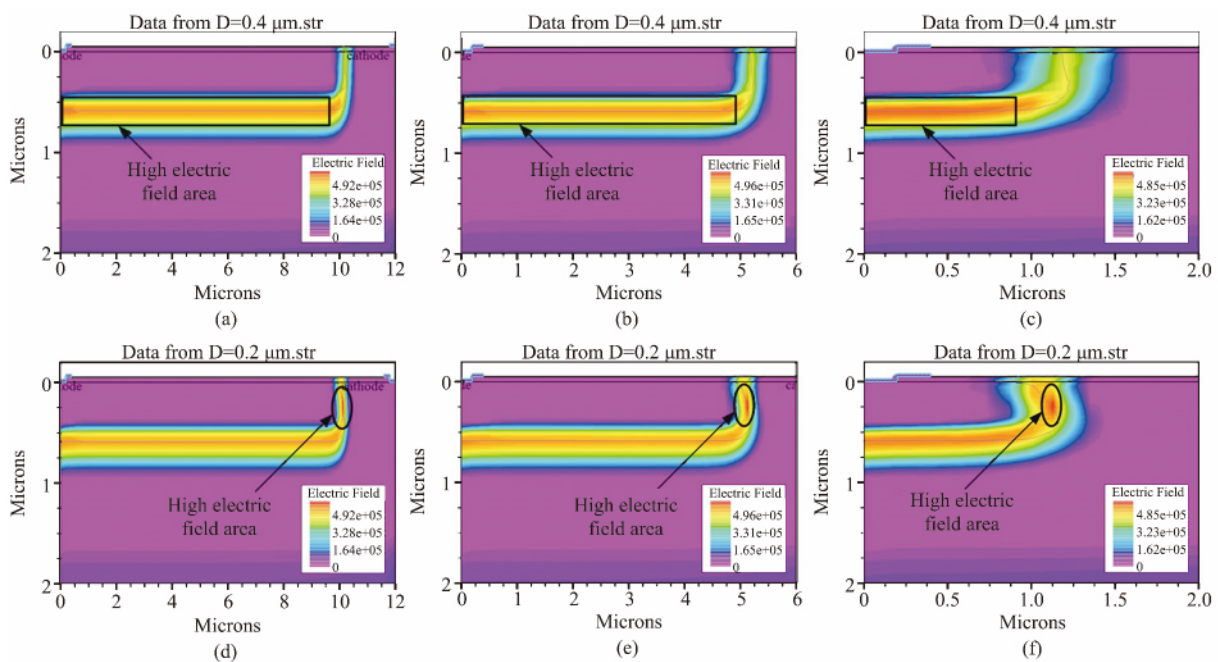 Data from D=0.4 μm.str
Data from D=0.4 μm.str
Data from D=0.4 μm.str
0
ode
cathode
Microns
High electric
field area
Electric Field
4.92e+05
3.28e+05
1.64e+05
0
1
2
0 2 4 6 8 10 12
Microns
(a)
0
le
cathode
Microns
High electric
field area
Electric Field
4.96e+05
3.31e+05
1.65e+05
0
1
2
0 1 2 3 4 5 6
Microns
(b)
0
Microns
High electric
field area
Electric Field
4.85e+05
3.23e+05
1.62e+05
0
1
2
0 0.5 1.0 1.5 2.0
Microns
(c)
Data from D=0.2 μm.str
Data from D=0.2 μm.str
Data from D=0.2 μm.str
0
ode
cathode
Microns
High electric
field area
Electric Field
4.92e+05
3.28e+05
1.64e+05
0
1
2
0 2 4 6 8 10 12
Microns
(d)
0
ca
Microns
High electric
field area
Electric Field
4.96e+05
3.31e+05
1.65e+05
0
1
2
0 1 2 3 4 5 6
Microns
(e)
0
Microns
High electric
field area
Electric Field
4.85e+05
3.23e+05
1.62e+05
0
1
2
0 0.5 1.0 1.5 2.0
Microns
(f)